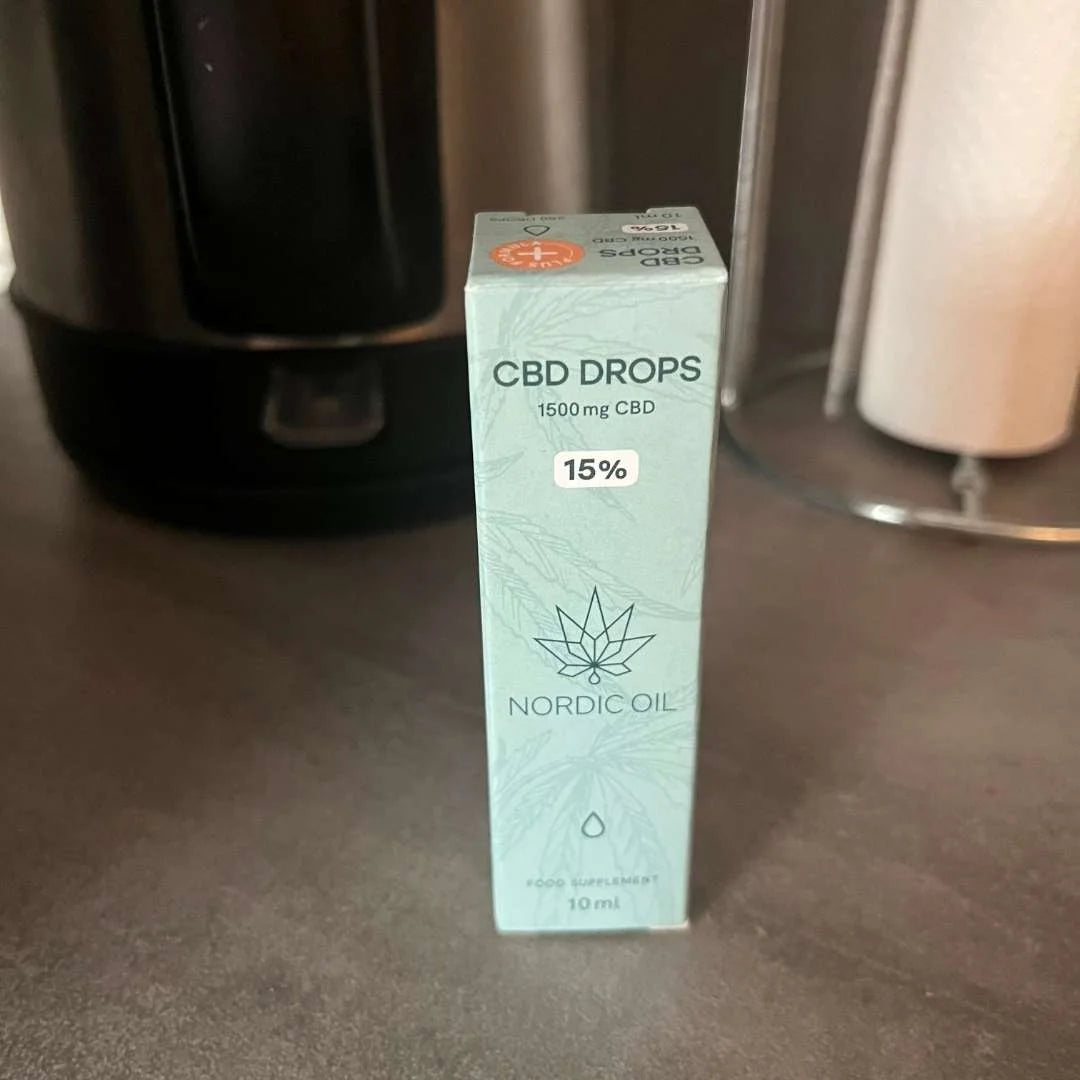 CBD
DROPS
1500 mg CBD
15%
10 ml
CBD DROPS
1500 mg CBD
15%
NORDIC OIL
FOOD SUPPLEMENT
10 ml